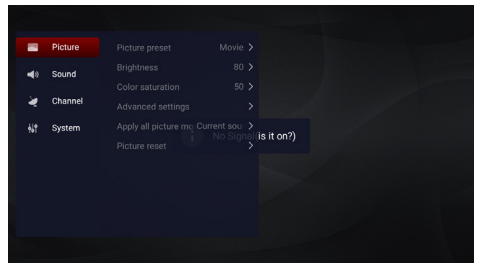 Picture
Picture preset Movie
Brightness 80
Sound
Color saturation 50
Channel
Advanced settings
System
Apply all picture mo Current sou
No Signal(is it on?)
Picture reset